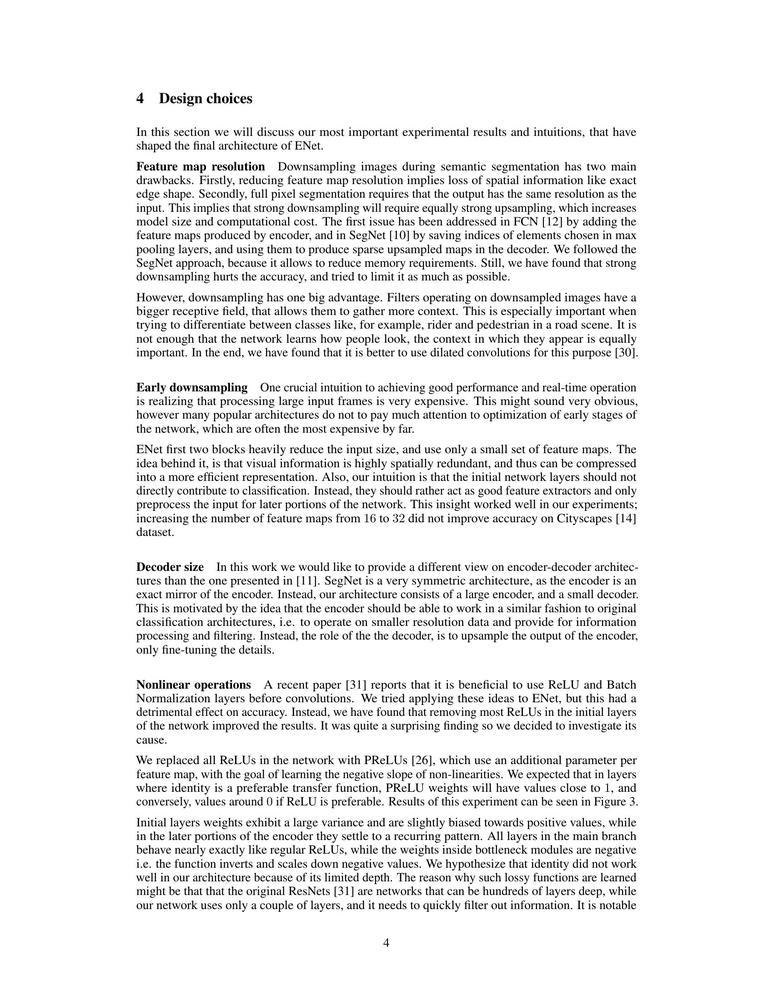 4 Design choices
In this section we will discuss our most important experimental results and intuitions, that have
shaped the final architecture of ENet.
Feature map resolution Downsampling images during semantic segmentation has two main
drawbacks. Firstly, reducing feature map resolution implies loss of spatial information like exact
edge shape. Secondly, full pixel segmentation requires that the output has the same resolution as the
input. This implies that strong downsampling will require equally strong upsampling, which increases
model size and computational cost. The first issue has been addressed in FCN [12] by adding the
feature maps produced by encoder, and in SegNet [10] by saving indices of elements chosen in max
pooling layers, and using them to produce sparse upsampled maps in the decoder. We followed the
SegNet approach, because it allows to reduce memory requirements. Still, we have found that strong
downsampling hurts the accuracy, and tried to limit it as much as possible.
However, downsampling has one big advantage. Filters operating on downsampled images have a
bigger receptive field, that allows them to gather more context. This is especially important when
trying to differentiate between classes like, for example, rider and pedestrian in a road scene. It is
not enough that the network learns how people look, the context in which they appear is equally
important. In the end, we have found that it is better to use dilated convolutions for this purpose [30].
Early downsampling One crucial intuition to achieving good performance and real-time operation
is realizing that processing large input frames is very expensive. This might sound very obvious,
however many popular architectures do not to pay much attention to optimization of early stages of
the network, which are often the most expensive by far.
ENet first two blocks heavily reduce the input size, and use only a small set of feature maps. The
idea behind it, is that visual information is highly spatially redundant, and thus can be compressed
into a more efficient representation. Also, our intuition is that the initial network layers should not
directly contribute to classification. Instead, they should rather act as good feature extractors and only
preprocess the input for later portions of the network. This insight worked well in our experiments;
increasing the number of feature maps from 16 to 32 did not improve accuracy on Cityscapes [14]
dataset.
Decoder size In this work we would like to provide a different view on encoder-decoder architec-
tures than the one presented in [11]. SegNet is a very symmetric architecture, as the encoder is an
exact mirror of the encoder. Instead, our architecture consists of a large encoder, and a small decoder.
This is motivated by the idea that the encoder should be able to work in a similar fashion to original
classification architectures, i.e. to operate on smaller resolution data and provide for information
processing and filtering. Instead, the role of the the decoder, is to upsample the output of the encoder,
only fine-tuning the details.
Nonlinear operations A recent paper [31] reports that it is beneficial to use ReLU and Batch
Normalization layers before convolutions. We tried applying these ideas to ENet, but this had a
detrimental effect on accuracy. Instead, we have found that removing most ReLUs in the initial layers
of the network improved the results. It was quite a surprising finding so we decided to investigate its
cause.
We replaced all ReLUs in the network with PReLUs [26], which use an additional parameter per
feature map, with the goal of learning the negative slope of non-linearities. We expected that in layers
where identity is a preferable transfer function, PReLU weights will have values close to 1, and
conversely, values around 0 if ReLU is preferable. Results of this experiment can be seen in Figure 3.
Initial layers weights exhibit a large variance and are slightly biased towards positive values, while
in the later portions of the encoder they settle to a recurring pattern. All layers in the main branch
behave nearly exactly like regular ReLUs, while the weights inside bottleneck modules are negative
i.e. the function inverts and scales down negative values. We hypothesize that identity did not work
well in our architecture because of its limited depth. The reason why such lossy functions are learned
might be that that the original ResNets [31] are networks that can be hundreds of layers deep, while
our network uses only a couple of layers, and it needs to quickly filter out information. It is notable
4